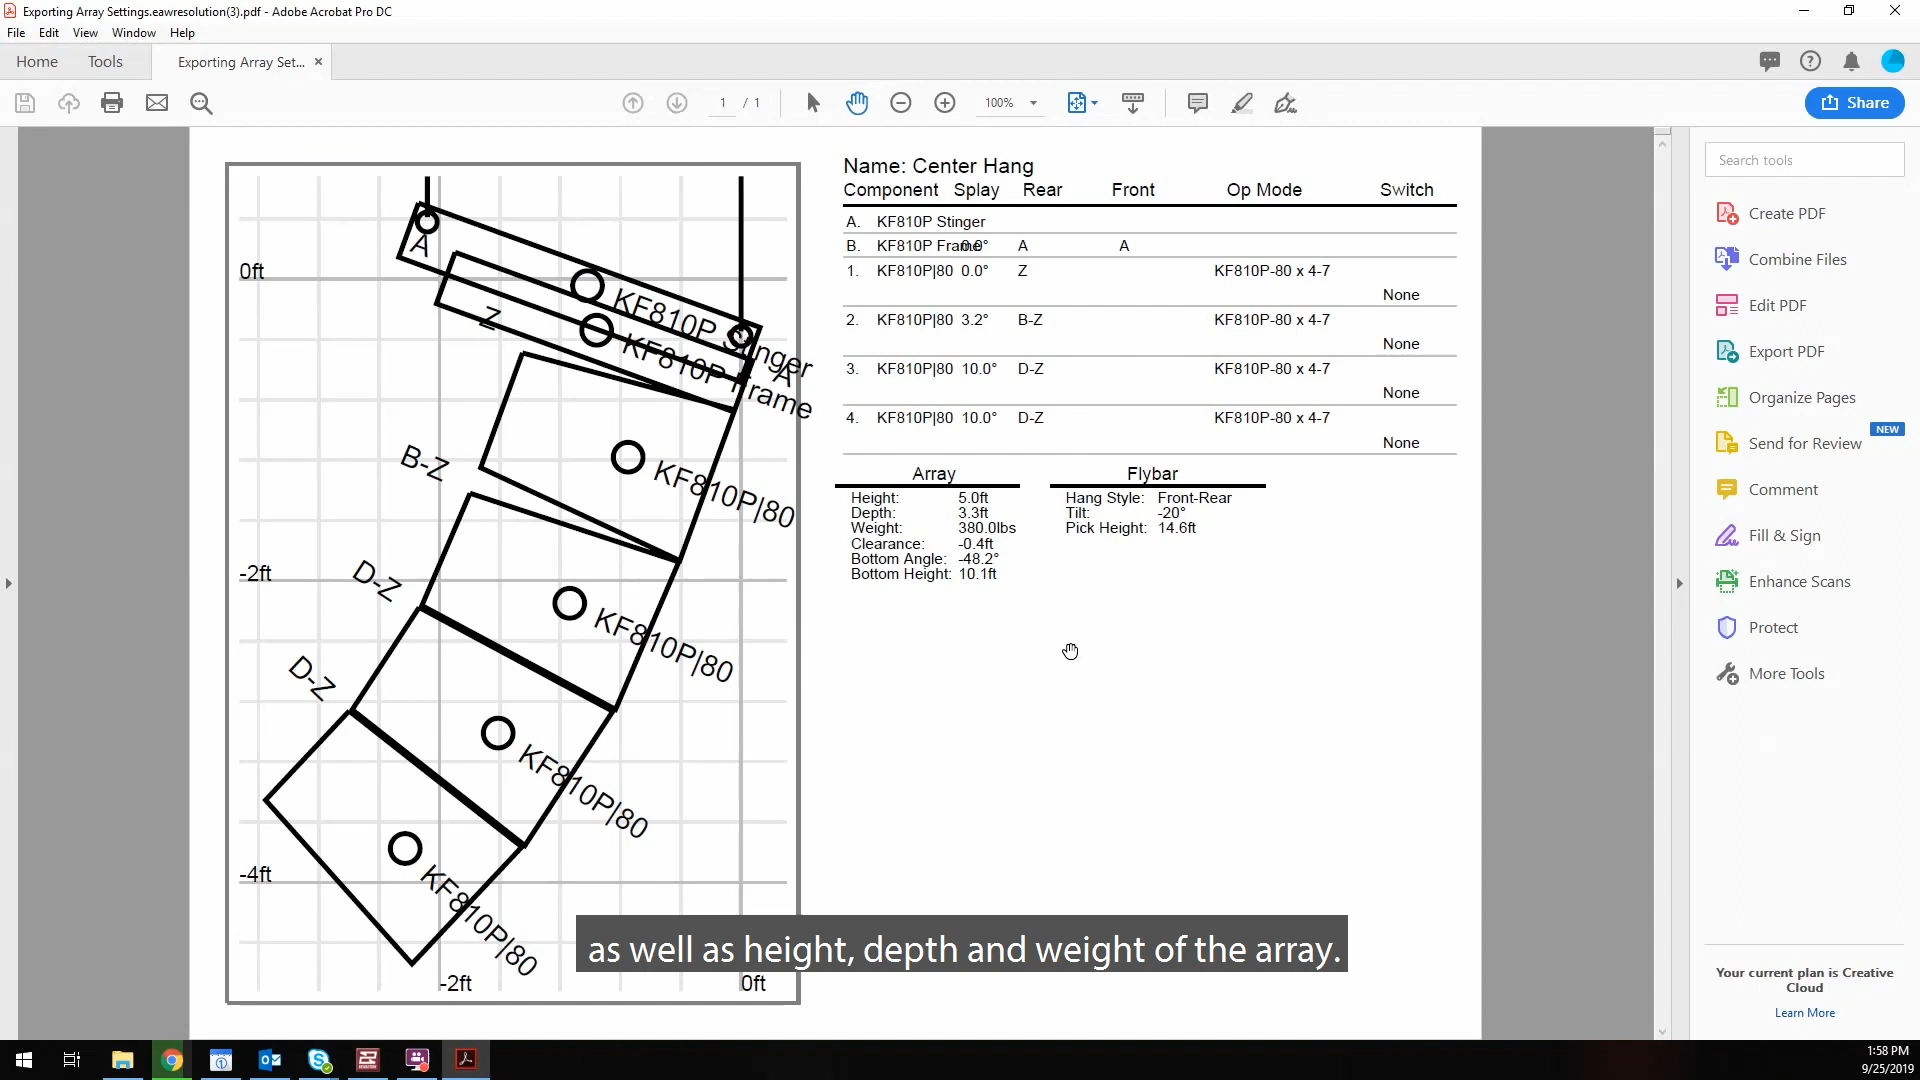 Exporting Array Settings.eawresolution(3).pdf - Adobe Acrobat Pro DC
File Edit View Window Help
Home Tools Exporting Array Set... ×
1 / 1 100% Share
Name: Center Hang
Component Splay Rear Front Op Mode Switch
A. KF810P Stinger
B. KF810P Frame 0.0° A A
1. KF810P|80 0.0° Z KF810P-80 x 4-7
None
2. KF810P|80 3.2° B-Z KF810P-80 x 4-7
None
3. KF810P|80 10.0° D-Z KF810P-80 x 4-7
None
4. KF810P|80 10.0° D-Z KF810P-80 x 4-7
None
Array
Height: 5.0ft
Depth: 3.3ft
Weight: 380.0lbs
Clearance: -0.4ft
Bottom Angle: -48.2°
Bottom Height: 10.1ft
Flybar
Hang Style: Front-Rear
Tilt: -20°
Pick Height: 14.6ft
A
0ft
Z
KF810P Stinger
KF810P Frame
A
B-Z
KF810P|80
-2ft
D-Z
KF810P|80
D-Z
KF810P|80
-4ft
KF810P|80
-2ft
0ft
as well as height, depth and weight of the array.
Search tools
Create PDF
Combine Files
Edit PDF
Export PDF
Organize Pages
Send for Review NEW
Comment
Fill & Sign
Enhance Scans
Protect
More Tools
Your current plan is Creative
Cloud
Learn More
1:58 PM
9/25/2019